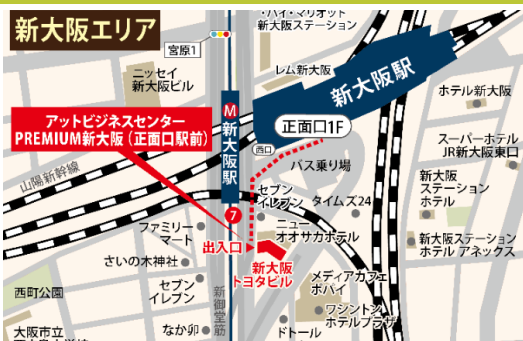 新大阪エリア
・バイ・マリオット
新大阪ステーション
宮原1
ニッセイ
新大阪ビル
レム新大阪
新大阪駅
ホテル新大阪
アットビジネスセンター
PREMIUM新大阪（正面口駅前）
M
新大阪駅
7
正面口1F
西口
バス乗り場
スーパーホテル
JR新大阪東口
山陽新幹線
セブン
イレブン
タイムズ24
新大阪
ステーション
ホテル
ファミリー
マート
出入口
ニュー
オオサカホテル
新大阪ステーション
ホテル アネックス
さいの木神社
新大阪
トヨタビル
西町公園
セブン
イレブン
新御堂筋
メディアカフェ
ポパイ
ワシントン
ホテルプラザ
大阪市立
なか卯
ドトール